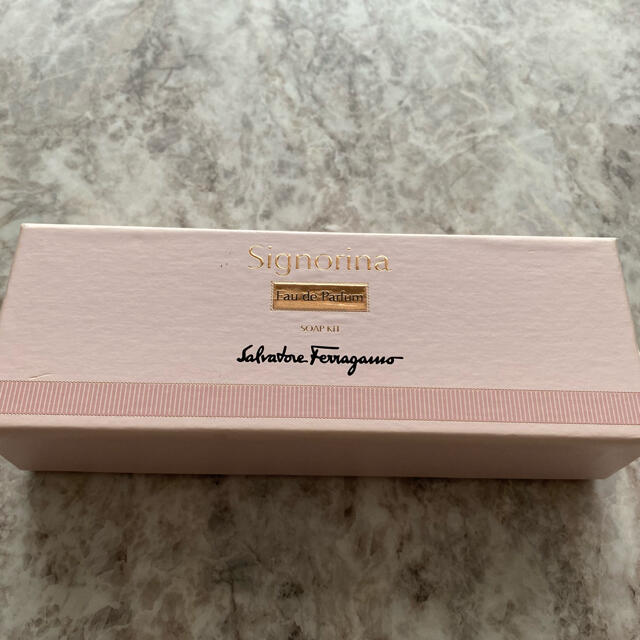 Signorina
Eau de Parfum
SOAP KIT
Salvatore Ferragamo